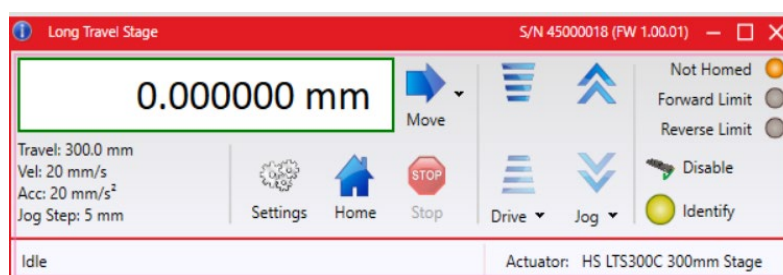 Long Travel Stage S/N 45000018 (FW 1.00.01)
0.000000 mm
Move
Not Homed
Forward Limit
Reverse Limit
Travel: 300.0 mm
Vel: 20 mm/s
Acc: 20 mm/s²
Jog Step: 5 mm
Settings
Home
STOP
Stop
Drive
Jog
Disable
Identify
Idle
Actuator: HS LTS300C 300mm Stage